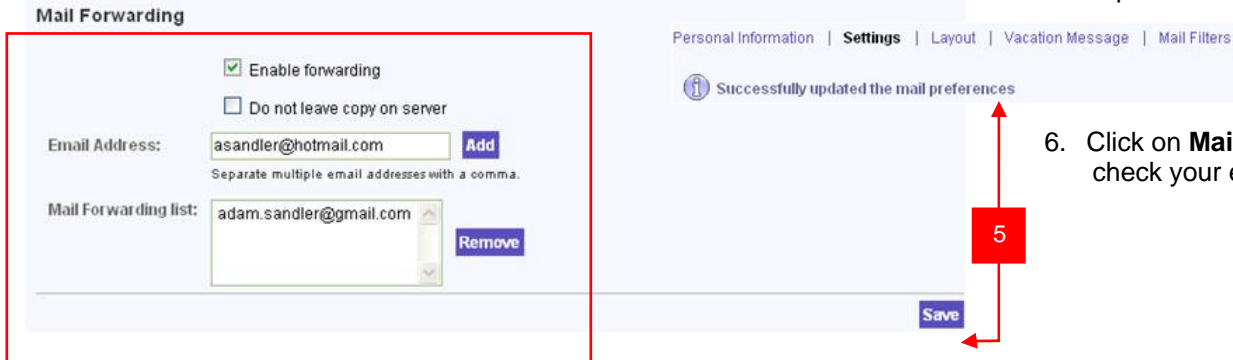 Mail Forwarding
Enable forwarding
Do not leave copy on server
Email Address: asandler@hotmail.com Add
Separate multiple email addresses with a comma.
Mail Forwarding list: adam.sandler@gmail.com
Remove
Save
Personal Information | Settings | Layout | Vacation Message | Mail Filters
Successfully updated the mail preferences
5
6. Click on Mai
check your e